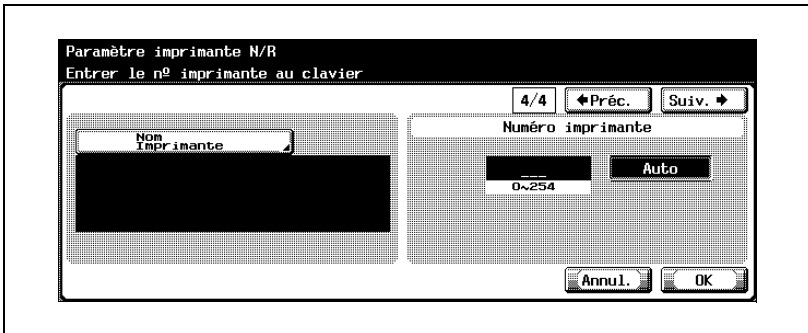 Paramètre imprimante N/R
Entrer le nº imprimante au clavier
4/4 ←Préc. Suiv. →
Nom
Imprimante
Numéro imprimante
___
Auto
0~254
Annul. OK